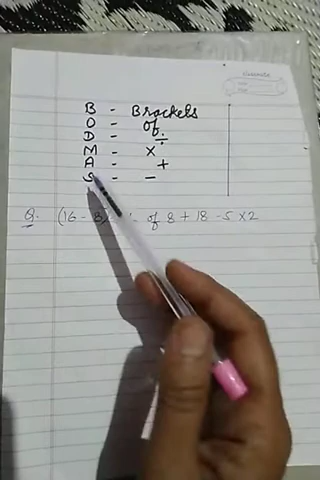 B - Brackets
O - of
D - ÷
M - ×
A - +
S - -
Q. (16 - 8) of 8 + 18 - 5 × 2